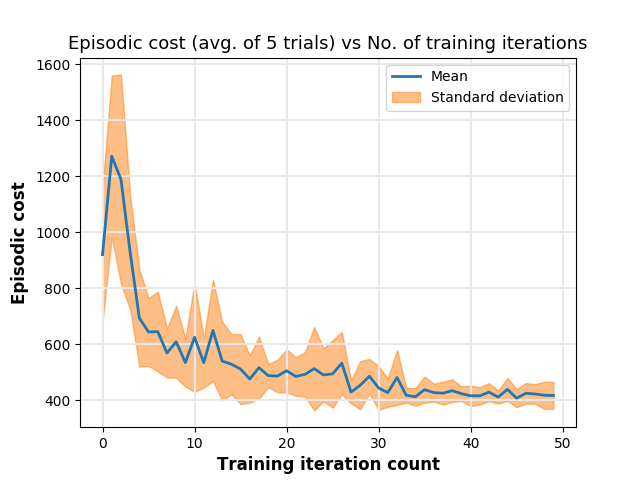 Episodic cost (avg. of 5 trials) vs No. of training iterations
Mean
Standard deviation
Episodic cost
1600
1400
1200
1000
800
600
400
0 10 20 30 40 50
Training iteration count